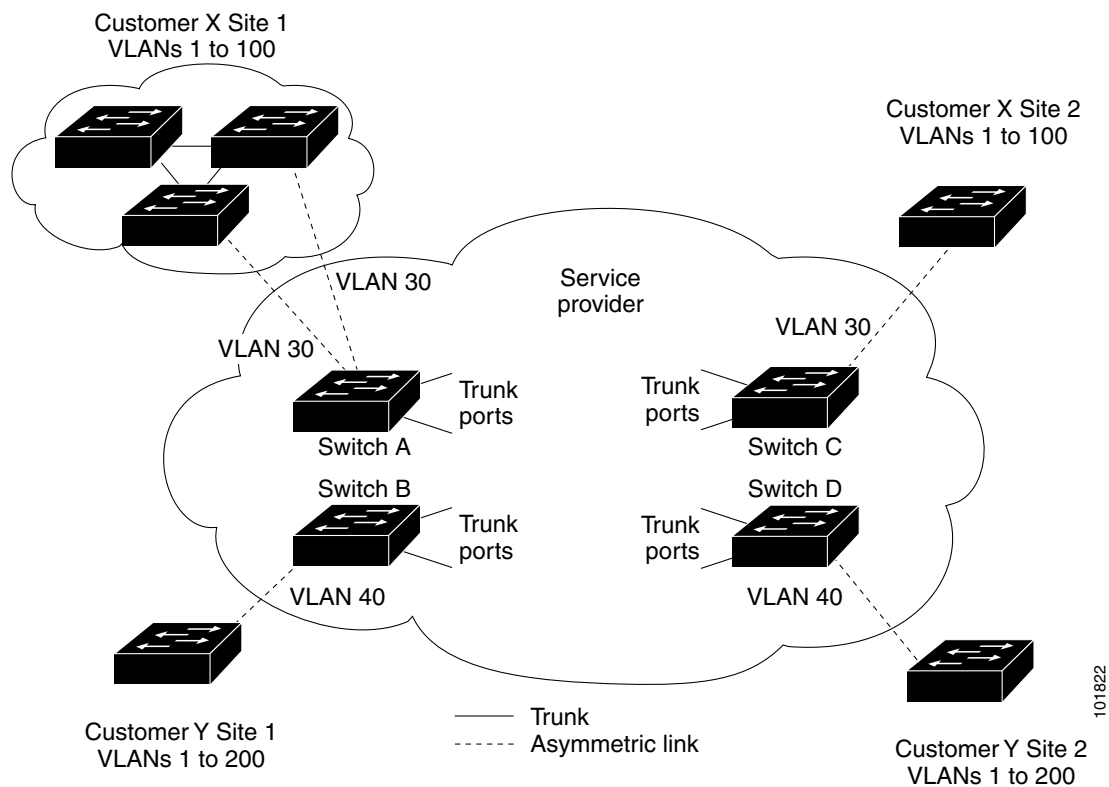 Customer X Site 1
VLANs 1 to 100
Customer X Site 2
VLANs 1 to 100
Service
provider
VLAN 30
VLAN 30
VLAN 30
Trunk
ports
Switch A
Trunk
ports
Switch C
Switch B
Trunk
ports
Switch D
Trunk
ports
VLAN 40
VLAN 40
Customer Y Site 1
VLANs 1 to 200
Trunk
Asymmetric link
Customer Y Site 2
VLANs 1 to 200
101822